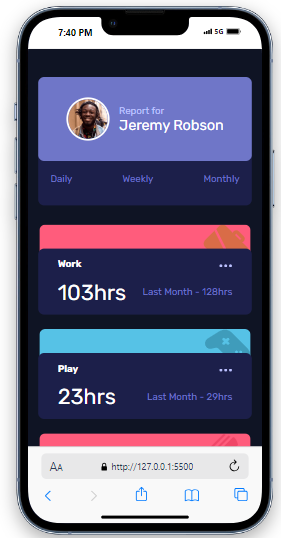 7:40 PM 5G
Report for
Jeremy Robson
Daily Weekly Monthly
Work
103hrs Last Month - 128hrs
Play
23hrs Last Month - 29hrs
AA http://127.0.0.1:5500